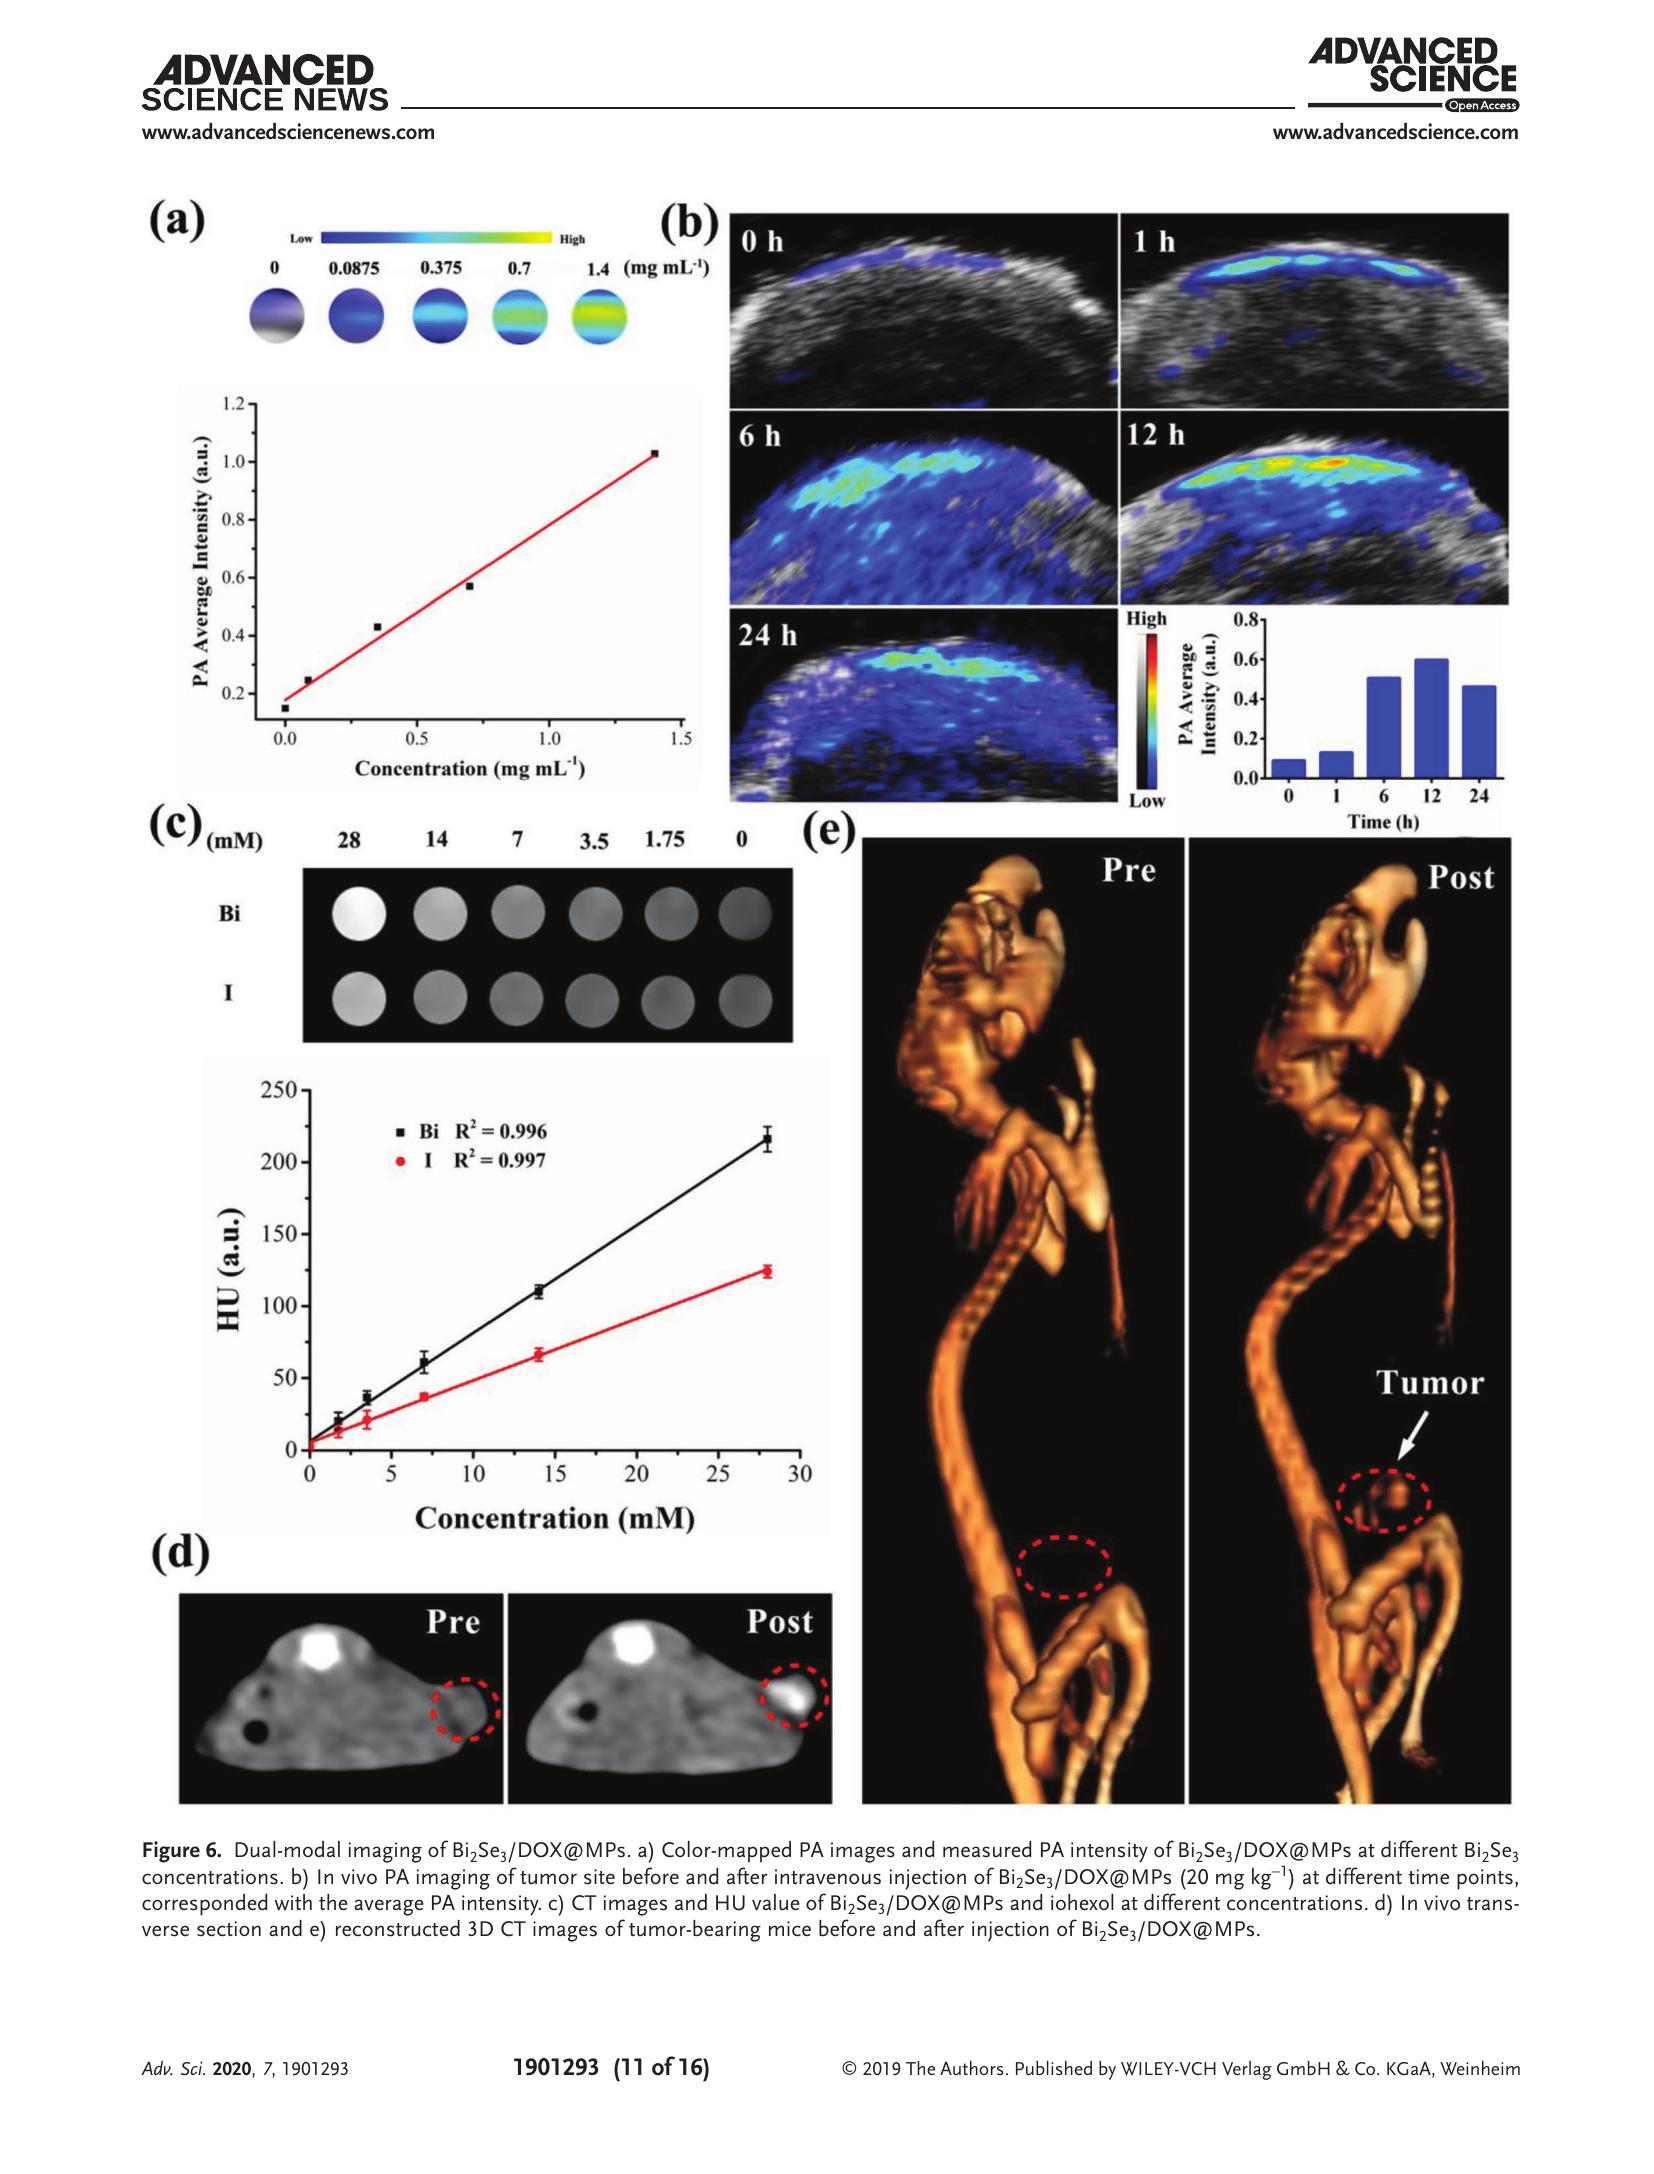 ADVANCED
SCIENCE NEWS
www.advancedsciencenews.com
ADVANCED
SCIENCE
Open Access
www.advancedscience.com
(a)
Low High
0 0.0875 0.375 0.7 1.4 (mg mL⁻¹)
1.2
1.0
0.8
0.6
0.4
0.2
PA Average Intensity (a.u.)
0.0 0.5 1.0 1.5
Concentration (mg mL⁻¹)
(b)
0 h
1 h
6 h
12 h
24 h
High
Low
PA Average
Intensity (a.u.)
0.8
0.6
0.4
0.2
0.0
0 1 6 12 24
Time (h)
(c)
(mM) 28 14 7 3.5 1.75 0
Bi
I
250
200
150
100
50
0
HU (a.u.)
Bi R² = 0.996
I R² = 0.997
0 5 10 15 20 25 30
Concentration (mM)
(d)
Pre
Post
(e)
Pre
Post
Tumor
Figure 6. Dual-modal imaging of Bi₂Se₃/DOX@MPs. a) Color-mapped PA images and measured PA intensity of Bi₂Se₃/DOX@MPs at different Bi₂Se₃
concentrations. b) In vivo PA imaging of tumor site before and after intravenous injection of Bi₂Se₃/DOX@MPs (20 mg kg⁻¹) at different time points,
corresponded with the average PA intensity. c) CT images and HU value of Bi₂Se₃/DOX@MPs and iohexol at different concentrations. d) In vivo trans-
verse section and e) reconstructed 3D CT images of tumor-bearing mice before and after injection of Bi₂Se₃/DOX@MPs.
Adv. Sci. 2020, 7, 1901293
1901293 (11 of 16)
© 2019 The Authors. Published by WILEY-VCH Verlag GmbH & Co. KGaA, Weinheim